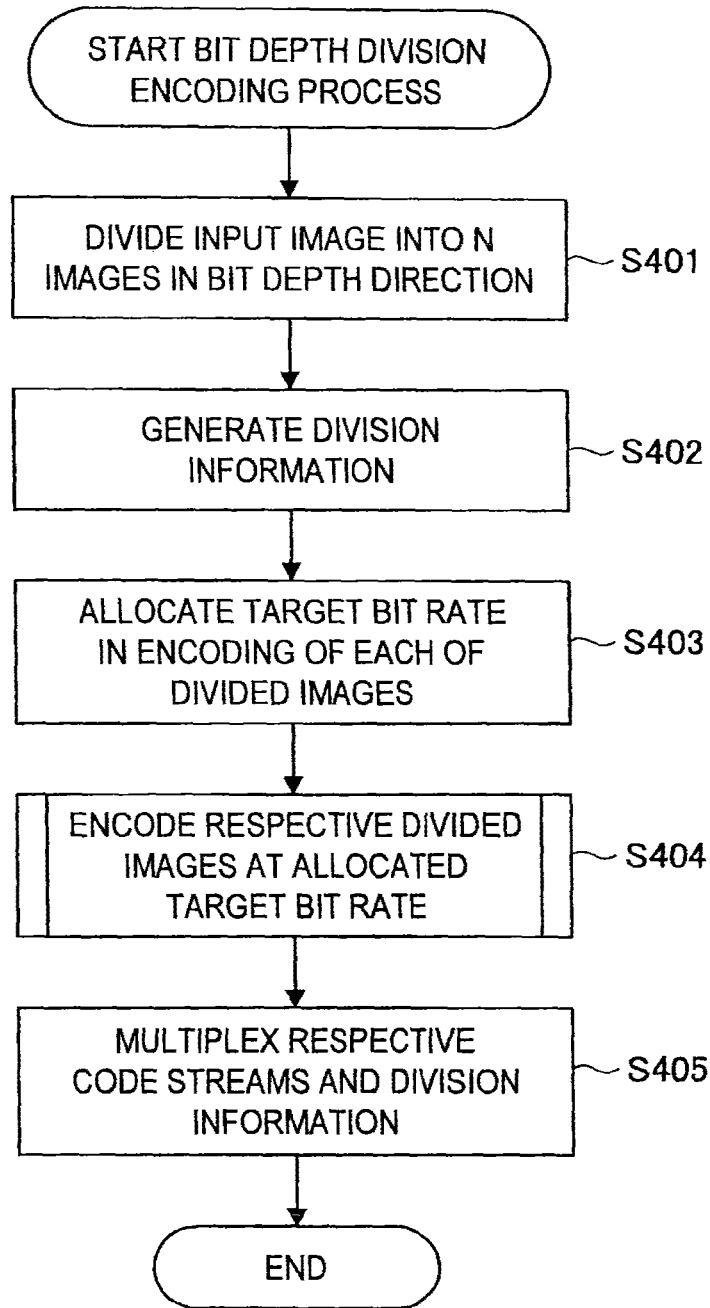 START BIT DEPTH DIVISION
ENCODING PROCESS
DIVIDE INPUT IMAGE INTO N
IMAGES IN BIT DEPTH DIRECTION
S401
GENERATE DIVISION
INFORMATION
S402
ALLOCATE TARGET BIT RATE
IN ENCODING OF EACH OF
DIVIDED IMAGES
S403
ENCODE RESPECTIVE DIVIDED
IMAGES AT ALLOCATED
TARGET BIT RATE
S404
MULTIPLEX RESPECTIVE
CODE STREAMS AND DIVISION
INFORMATION
S405
END